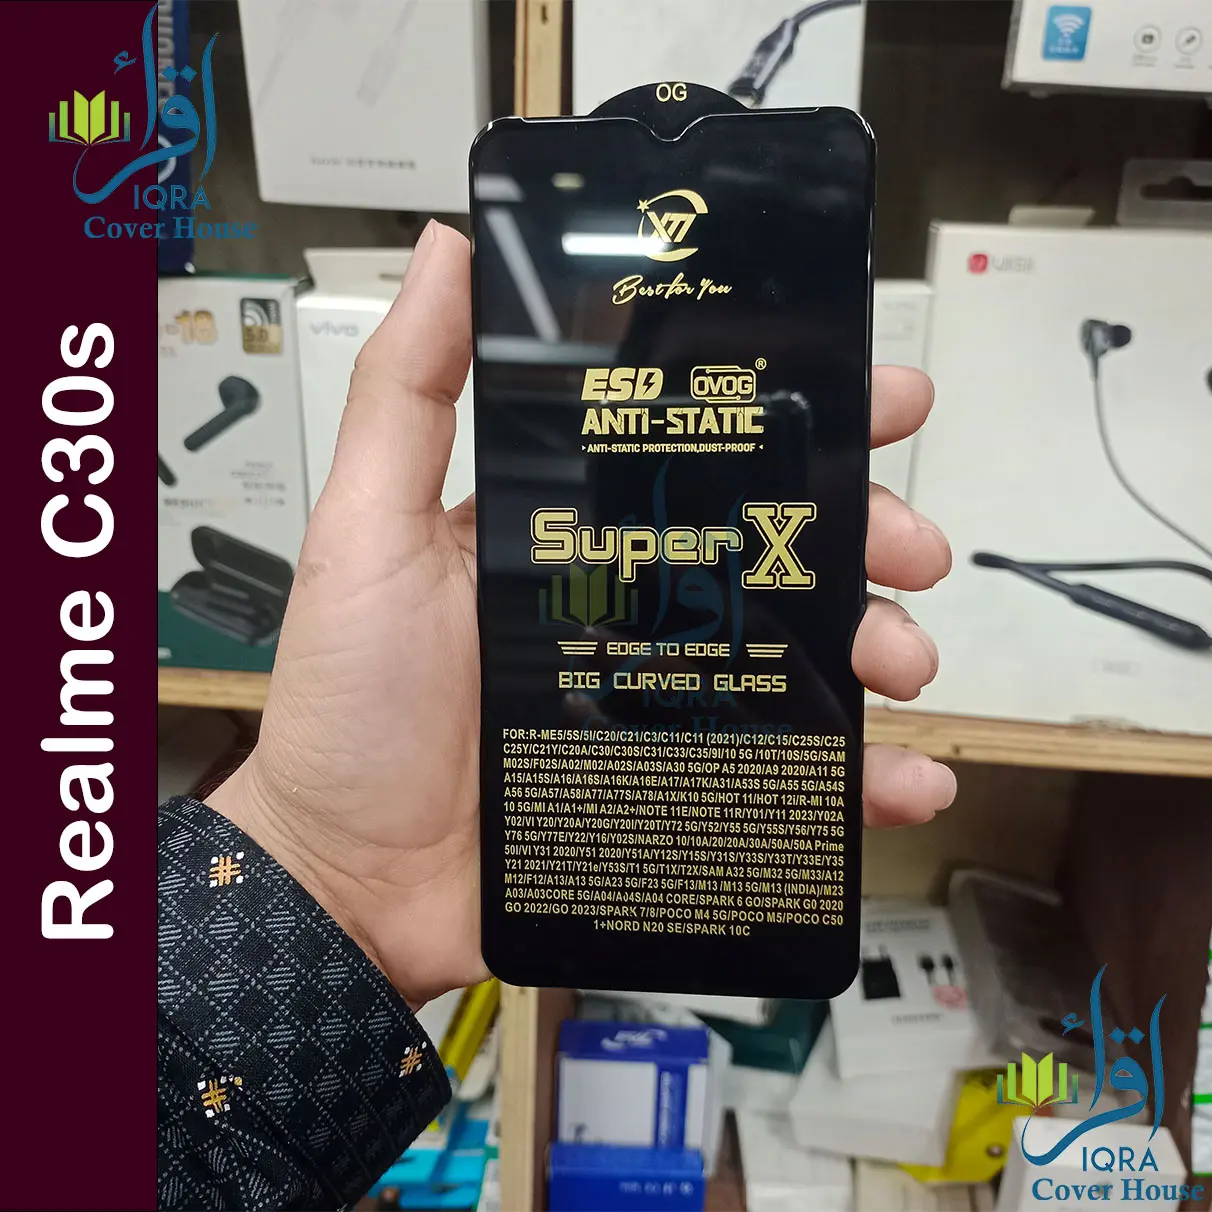 OG
اقرأ
IQRA
Cover House
Realme C30s
Best for You
ESD OVOG®
ANTI-STATIC
ANTI-STATIC PROTECTION,DUST-PROOF
Super X
EDGE TO EDGE
BIG CURVED GLASS
اقرأ
IQRA
Cover House
FOR:R-ME5/5S/5I/C20/C21/C3/C11/C11 (2021)/C12/C15/C25S/C25
C25Y/C21Y/C20A/C30/C30S/C31/C33/C35/9I/10 5G /10T/10S/5G/SAM
M02S/F02S/A02/M02/A02S/A03S/A30 5G/OP A5 2020/A9 2020/A11 5G
A15/A15S/A16/A16S/A16K/A16E/A17/A17K/A31/A53S 5G/A55 5G/A54S
A56 5G/A57/A58/A77/A77S/A78/A1X/K10 5G/HOT 11/HOT 12i/R-MI 10A
10 5G/MI A1/A1+/MI A2/A2+/NOTE 11E/NOTE 11R/Y01/Y11 2023/Y02A
Y02/VI Y20/Y20A/Y20G/Y20I/Y20T/Y72 5G/Y52/Y55 5G/Y55S/Y56/Y75 5G
Y76 5G/Y77E/Y22/Y16/Y02S/NARZO 10/10A/20/20A/30A/50A/50A Prime
50I/VI Y31 2020/Y51 2020/Y51A/Y12S/Y15S/Y31S/Y33S/Y33T/Y33E/Y35
Y21 2021/Y21T/Y21e/Y53S/T1 5G/T1X/T2X/SAM A32 5G/M32 5G/M33/A12
M12/F12/A13/A13 5G/A23 5G/F23 5G/F13/M13 /M13 5G/M13 (INDIA)/M23
A03/A03CORE 5G/A04/A04S/A04 CORE/SPARK 6 GO/SPARK G0 2020
GO 2022/GO 2023/SPARK 7/8/POCO M4 5G/POCO M5/POCO C50
1+NORD N20 SE/SPARK 10C
vivo
5.0
اقرأ
IQRA
Cover House